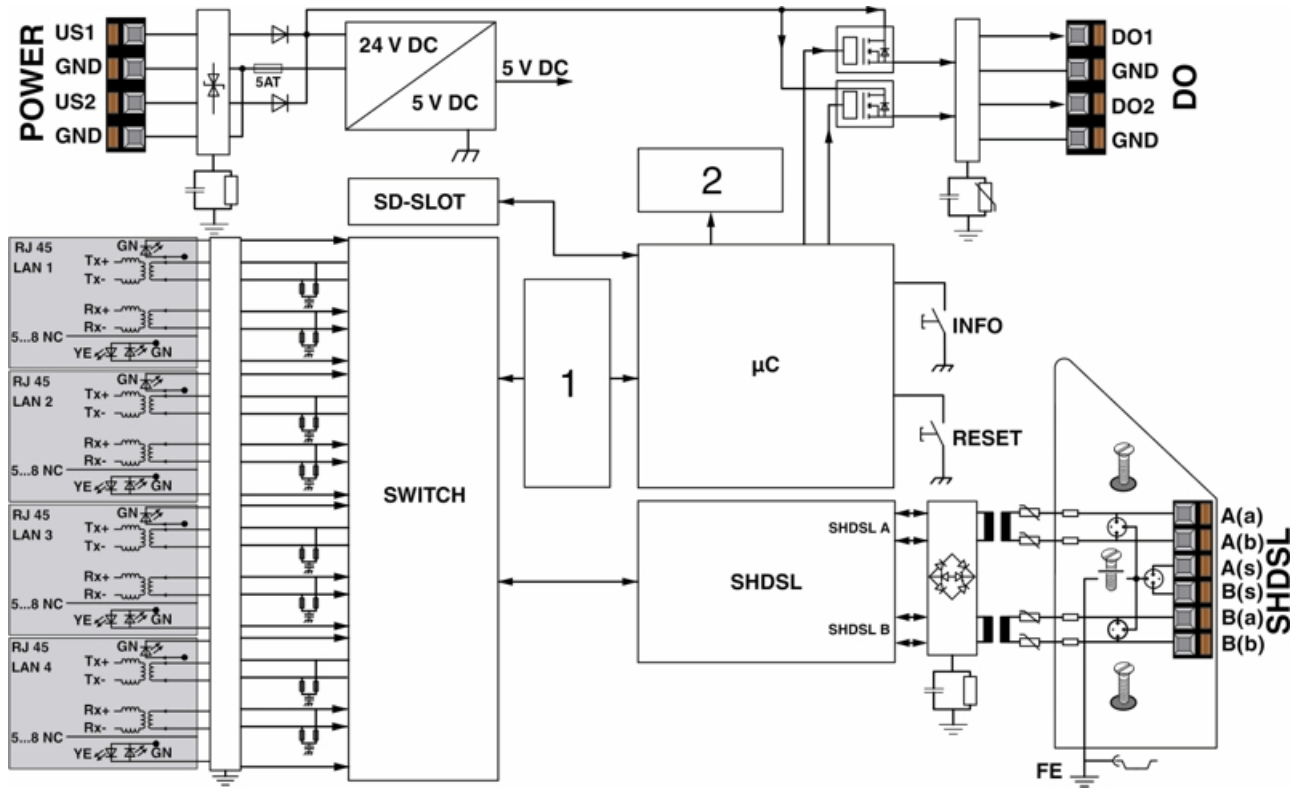 POWER
US1
GND
US2
GND
5AT
24 V DC
5 V DC
5 V DC
DO1
GND
DO2
GND
DO
SD-SLOT
2
RJ 45
LAN 1
GN
Tx+
Tx-
Rx+
Rx-
5...8 NC
YE
GN
RJ 45
LAN 2
GN
Tx+
Tx-
Rx+
Rx-
5...8 NC
YE
GN
RJ 45
LAN 3
GN
Tx+
Tx-
Rx+
Rx-
5...8 NC
YE
GN
RJ 45
LAN 4
GN
Tx+
Tx-
Rx+
Rx-
5...8 NC
YE
GN
SWITCH
1
µC
INFO
RESET
SHDSL A
SHDSL
SHDSL B
A(a)
A(b)
A(s)
B(s)
B(a)
B(b)
SHDSL
FE